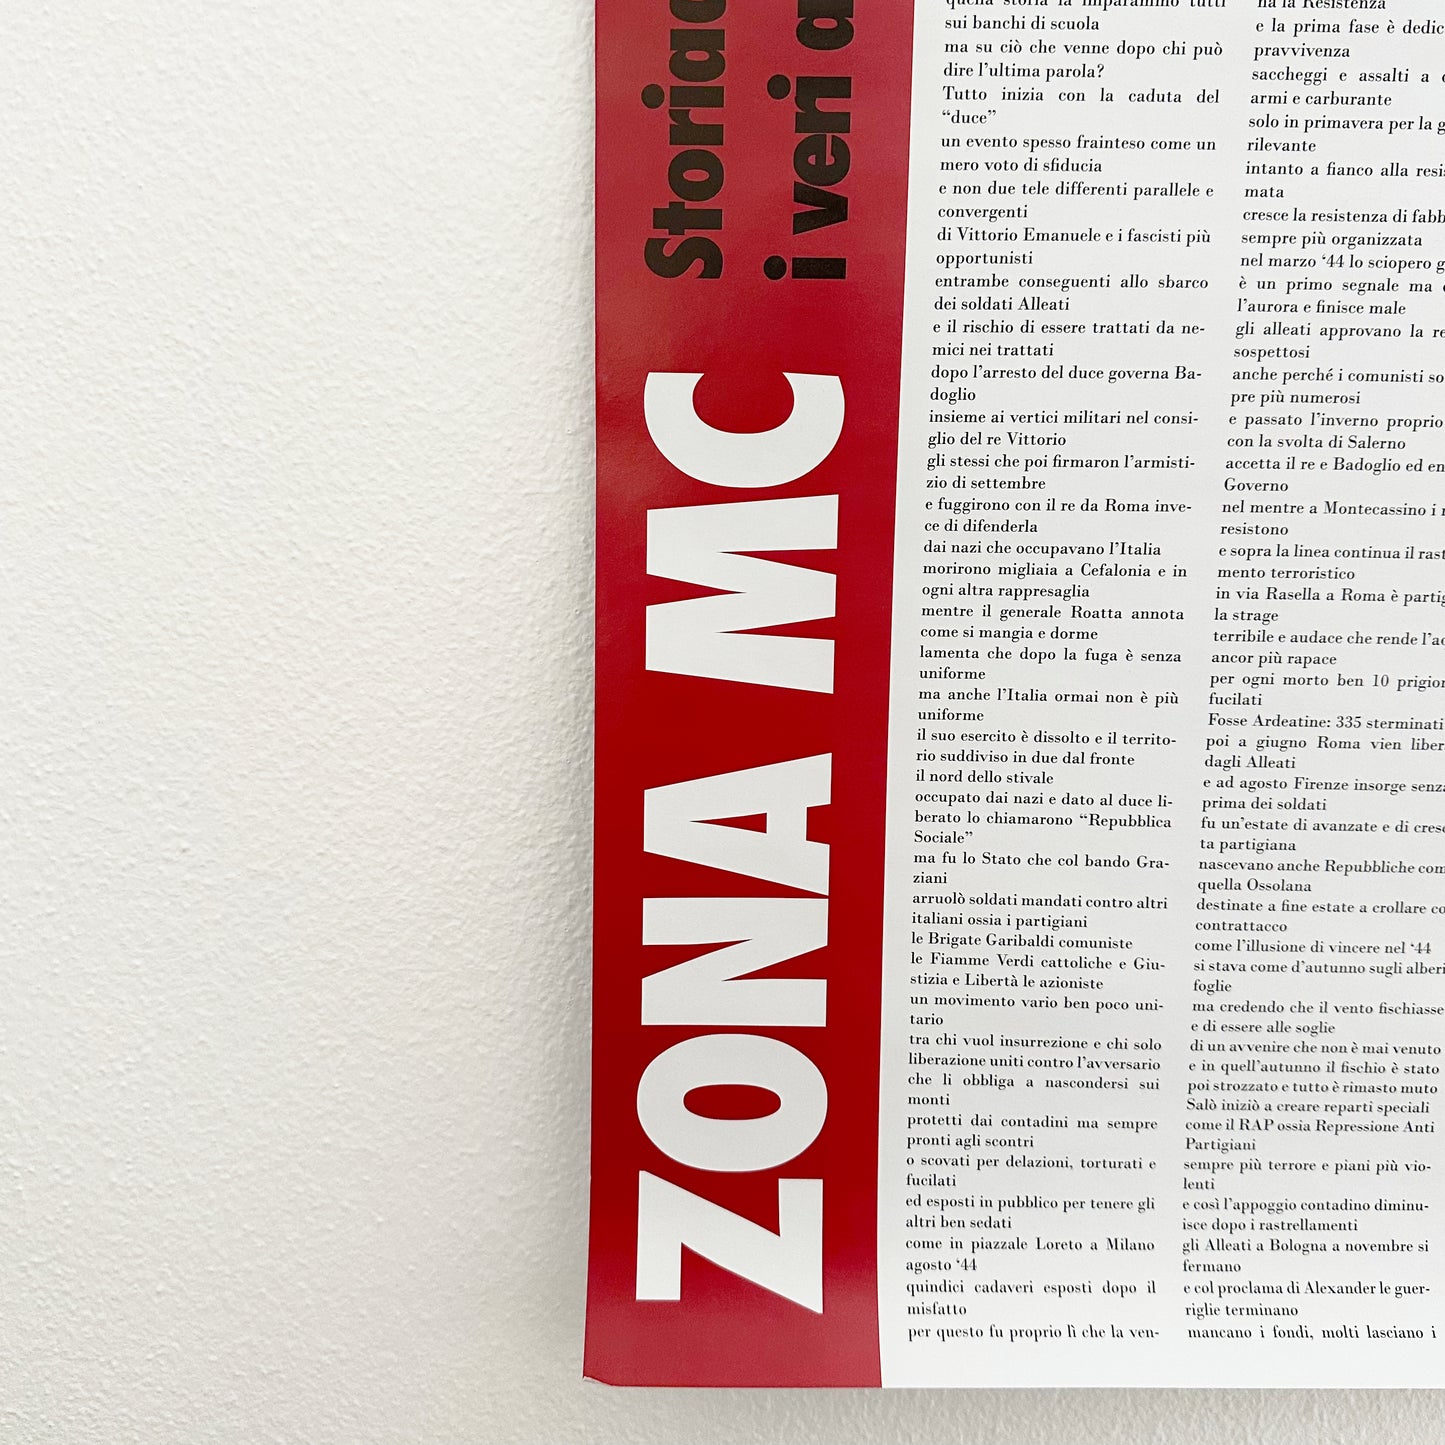 ZONA MC
Storia
i veri a
quella storia la imparammo tutti
sui banchi di scuola
ma su ciò che venne dopo chi può
dire l’ultima parola?
Tutto inizia con la caduta del
“duce”
un evento spesso frainteso come un
mero voto di sfiducia
e non due tele differenti parallele e
convergenti
di Vittorio Emanuele e i fascisti più
opportunisti
entrambe conseguenti allo sbarco
dei soldati Alleati
e il rischio di essere trattati da ne-
mici nei trattati
dopo l’arresto del duce governa Ba-
doglio
insieme ai vertici militari nel consi-
glio del re Vittorio
gli stessi che poi firmaron l’armisti-
zio di settembre
e fuggirono con il re da Roma inve-
ce di difenderla
dai nazi che occupavano l’Italia
morirono migliaia a Cefalonia e in
ogni altra rappresaglia
mentre il generale Roatta annota
come si mangia e dorme
lamenta che dopo la fuga è senza
uniforme
ma anche l’Italia ormai non è più
uniforme
il suo esercito è dissolto e il territo-
rio suddiviso in due dal fronte
il nord dello stivale
occupato dai nazi e dato al duce li-
berato lo chiamarono “Repubblica
Sociale”
ma fu lo Stato che col bando Gra-
ziani
arruolò soldati mandati contro altri
italiani ossia i partigiani
le Brigate Garibaldi comuniste
le Fiamme Verdi cattoliche e Giu-
stizia e Libertà le azioniste
un movimento vario ben poco uni-
tario
tra chi vuol insurrezione e chi solo
liberazione uniti contro l’avversario
che li obbliga a nascondersi sui
monti
protetti dai contadini ma sempre
pronti agli scontri
o scovati per delazioni, torturati e
fucilati
ed esposti in pubblico per tenere gli
altri ben sedati
come in piazzale Loreto a Milano
agosto ‘44
quindici cadaveri esposti dopo il
misfatto
per questo fu proprio lì che la ven-
na la Resistenza
e la prima fase è dedic
pravvivenza
saccheggi e assalti a
armi e carburante
solo in primavera per la g
rilevante
intanto a fianco alla resi
mata
cresce la resistenza di fabb
sempre più organizzata
nel marzo ‘44 lo sciopero g
è un primo segnale ma
l’aurora e finisce male
gli alleati approvano la re
sospettosi
anche perché i comunisti so
pre più numerosi
e passato l’inverno proprio
con la svolta di Salerno
accetta il re e Badoglio ed en
Governo
nel mentre a Montecassino i
resistono
e sopra la linea continua il rast
mento terroristico
in via Rasella a Roma è partig
la strage
terribile e audace che rende l’a
ancor più rapace
per ogni morto ben 10 prigion
fucilati
Fosse Ardeatine: 335 sterminati
poi a giugno Roma vien liber
dagli Alleati
e ad agosto Firenze insorge senza
prima dei soldati
fu un’estate di avanzate e di cresc
ta partigiana
nascevano anche Repubbliche com
quella Ossolana
destinate a fine estate a crollare co
contrattacco
come l’illusione di vincere nel ‘44
si stava come d’autunno sugli alberi
foglie
ma credendo che il vento fischiasse
e di essere alle soglie
di un avvenire che non è mai venuto
e in quell’autunno il fischio è stato
poi strozzato e tutto è rimasto muto
Salò iniziò a creare reparti speciali
come il RAP ossia Repressione Anti
Partigiani
sempre più terrore e piani più vio-
lenti
e così l’appoggio contadino diminu-
isce dopo i rastrellamenti
gli Alleati a Bologna a novembre si
fermano
e col proclama di Alexander le guer-
riglie terminano
mancano i fondi, molti lasciano i